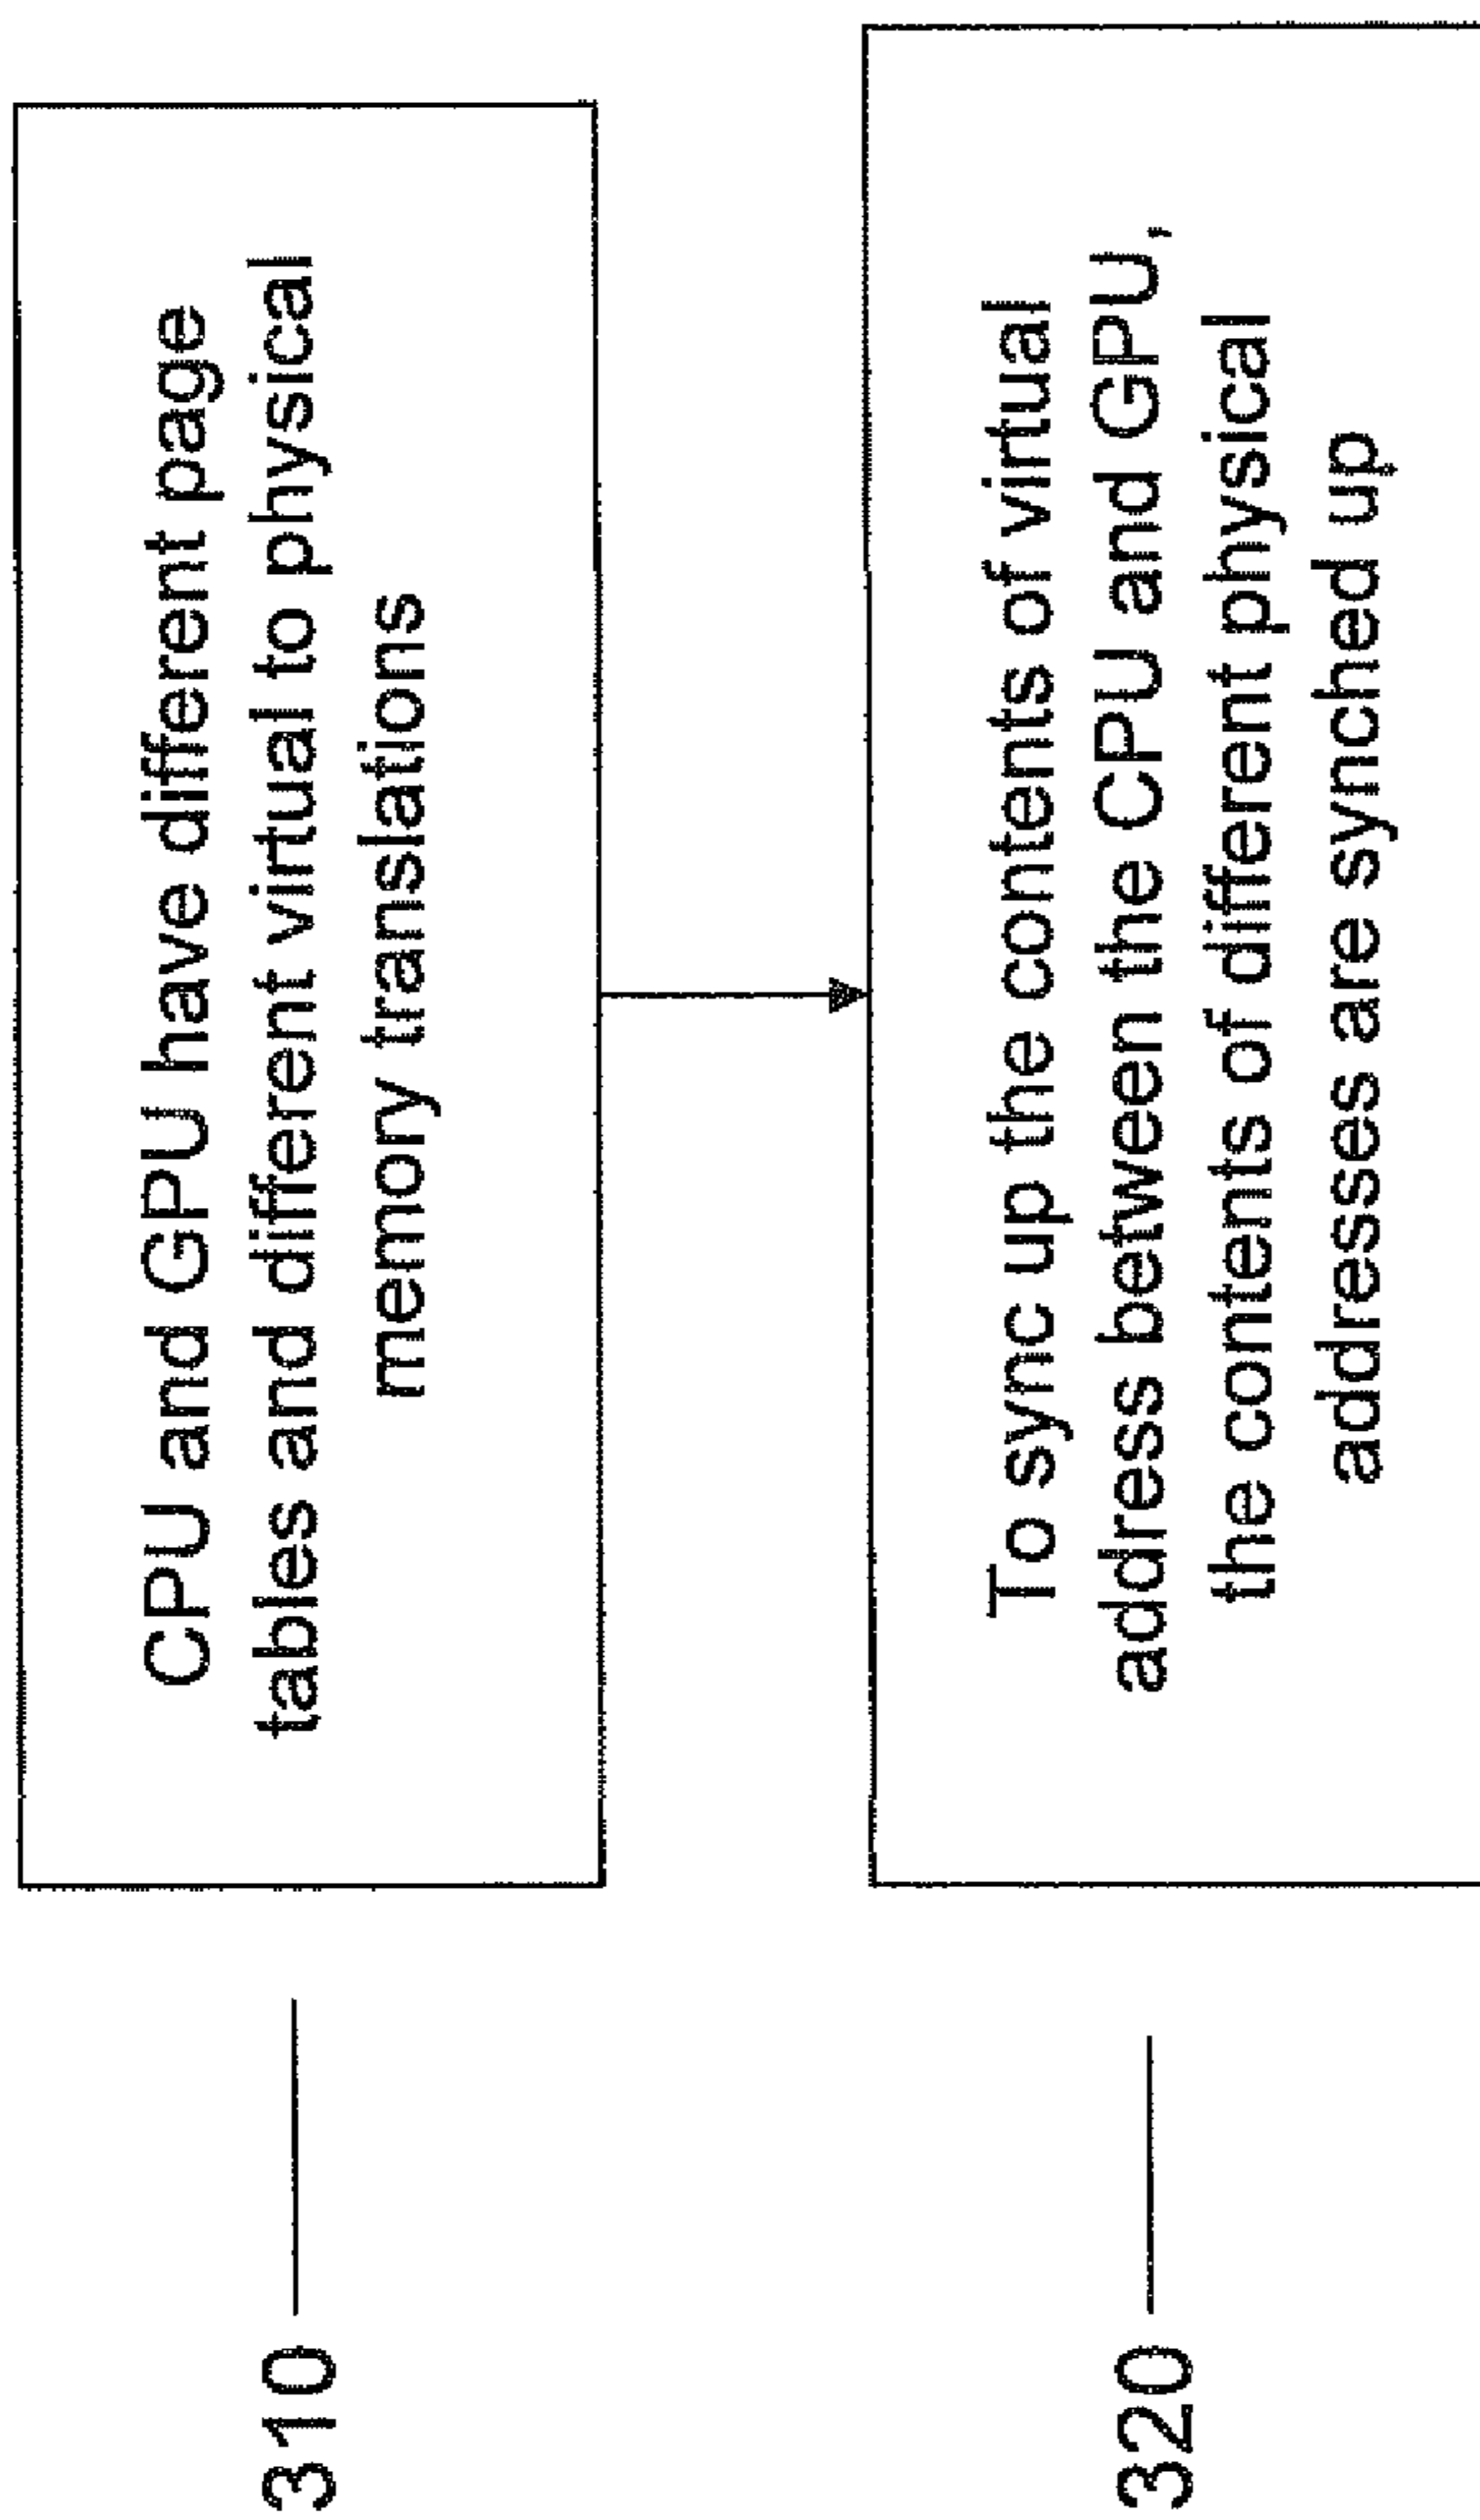 310
CPU and GPU have different page
tables and different virtual to physical
memory translations
320
To sync up the contents of virtual
address between the CPU and GPU,
the contents of different physical
addresses are synched up